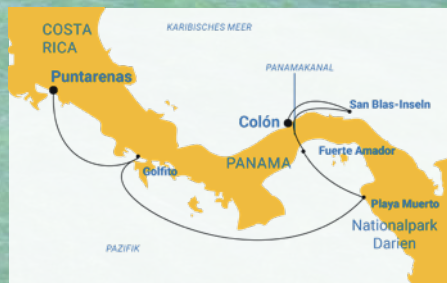 COSTA
RICA
KARIBISCHES MEER
Puntarenas
PANAMAKANAL
San Blas-Inseln
Colón
Fuerte Amador
PANAMA
Golfito
Playa Muerto
Nationalpark
Darien
PAZIFIK